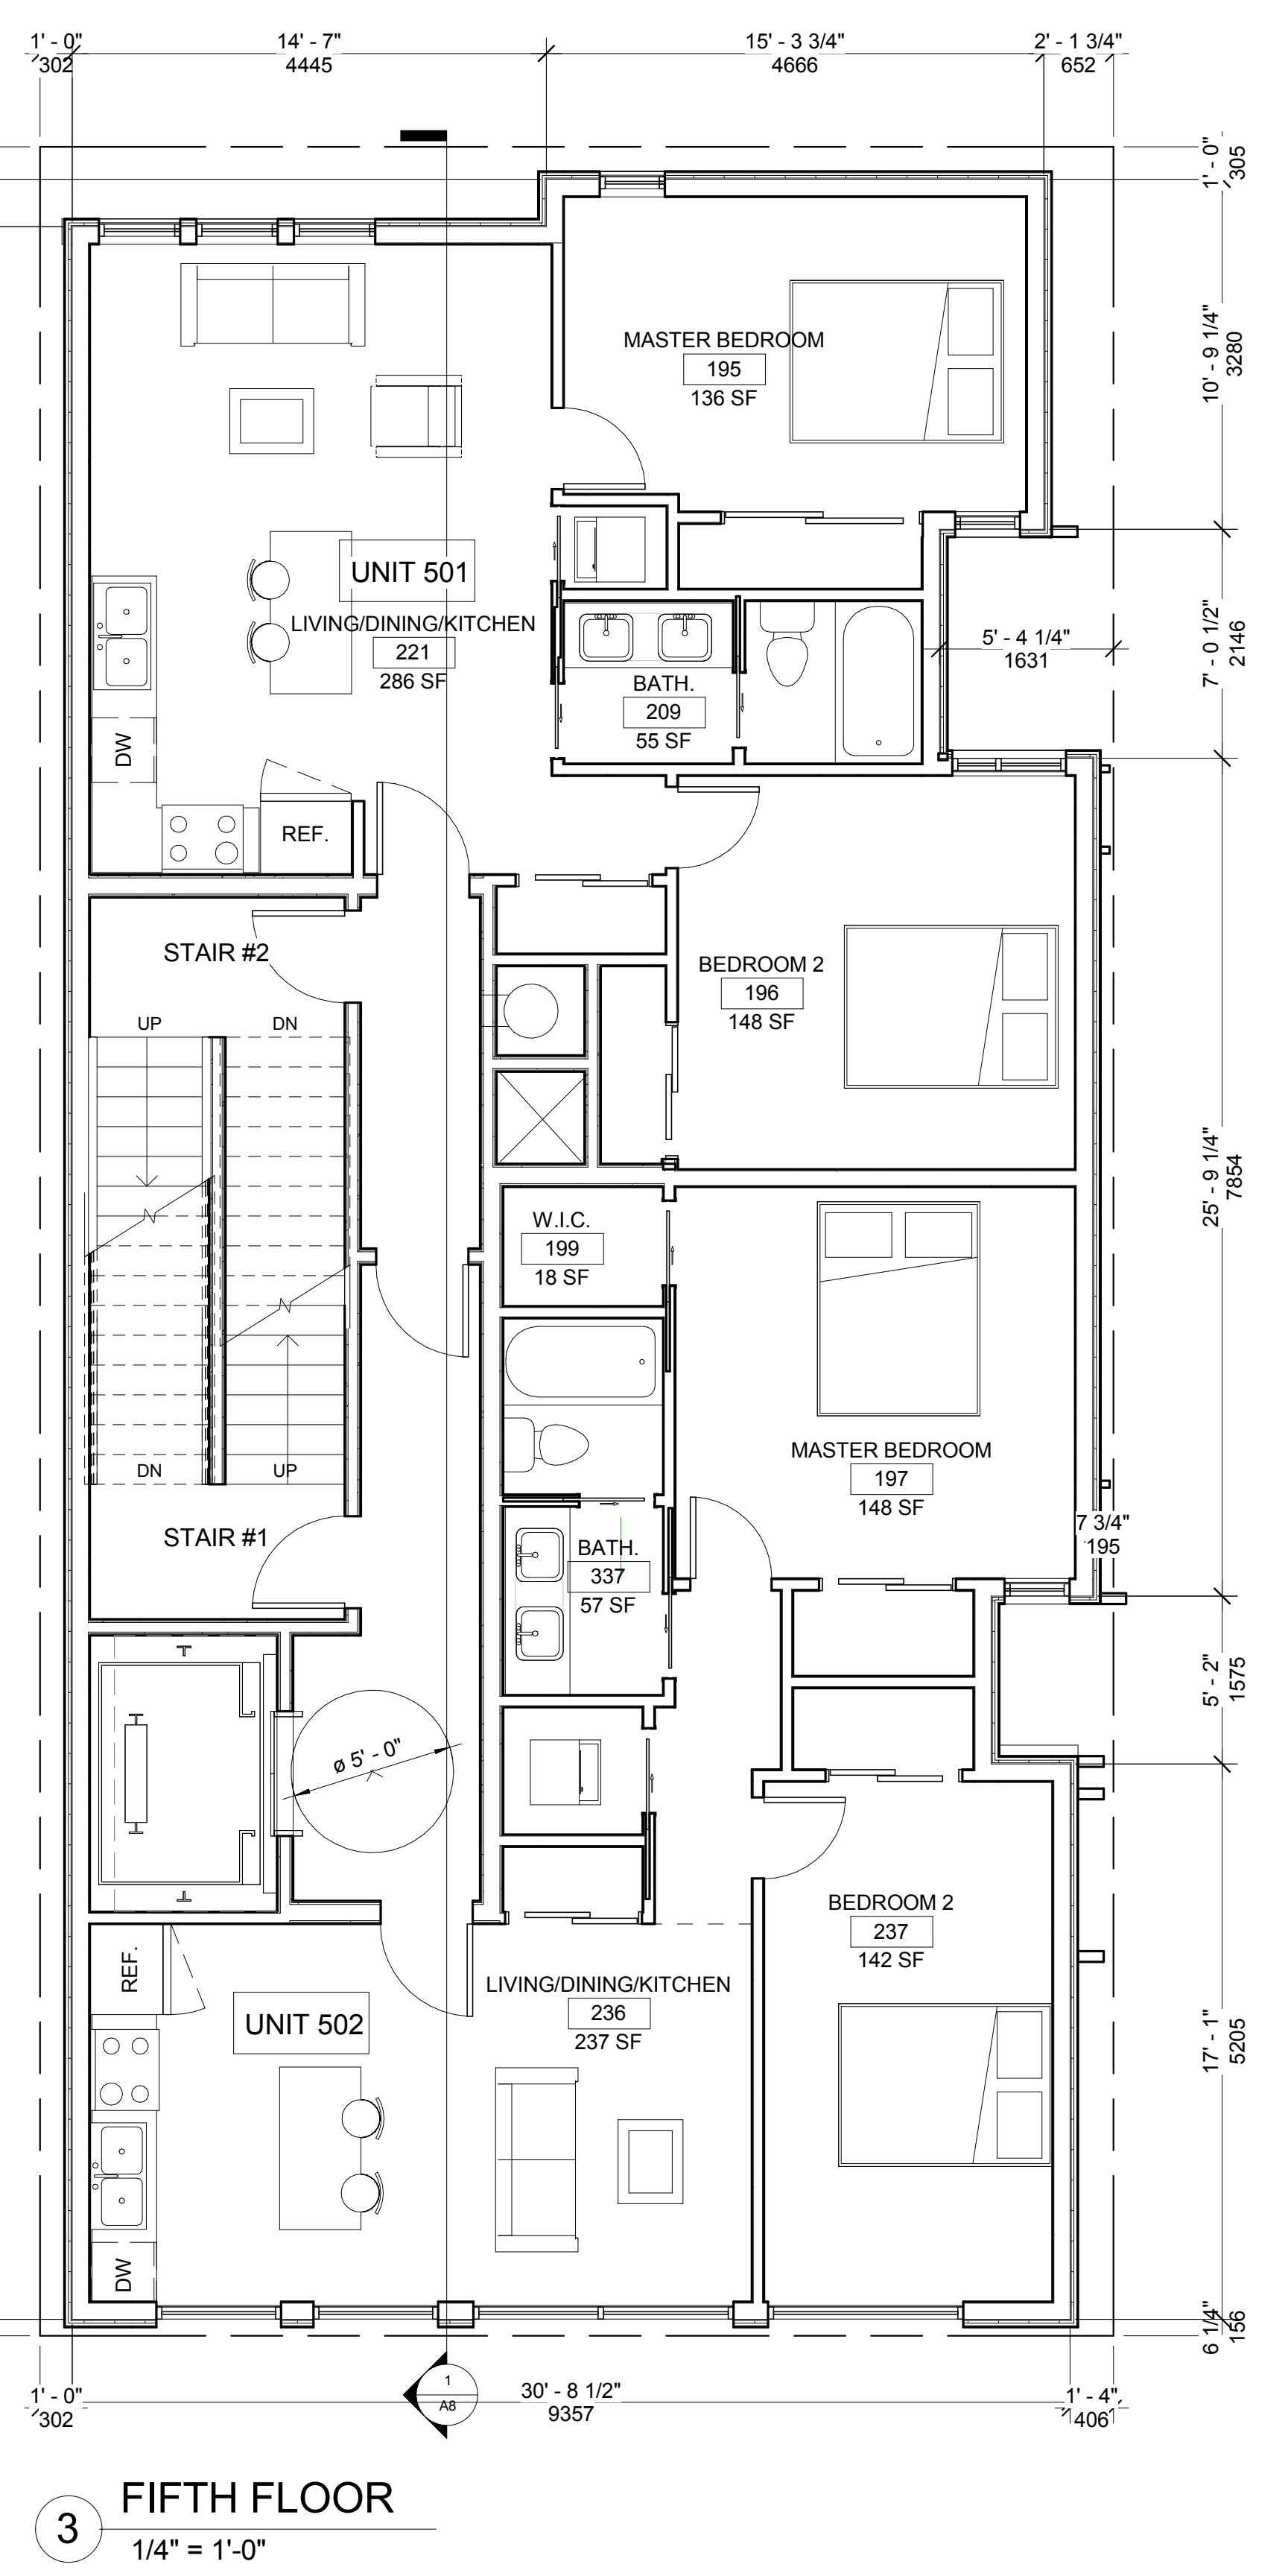 1' - 0"
302
14' - 7"
4445
15' - 3 3/4"
4666
2' - 1 3/4"
652
1' - 0"
305
10' - 9 1/4"
3280
MASTER BEDROOM
195
136 SF
UNIT 501
LIVING/DINING/KITCHEN
221
286 SF
7' - 0 1/2"
2146
5' - 4 1/4"
1631
BATH.
209
55 SF
DW
REF.
STAIR #2
BEDROOM 2
196
148 SF
UP
DN
25' - 9 1/4"
7854
W.I.C.
199
18 SF
MASTER BEDROOM
197
148 SF
DN
UP
STAIR #1
7 3/4"
195
BATH.
337
57 SF
5' - 2"
1575
ø 5' - 0"
BEDROOM 2
237
142 SF
REF.
LIVING/DINING/KITCHEN
236
237 SF
UNIT 502
17' - 1"
5205
DW
6 1/4"
156
1' - 0"
302
1
A8
30' - 8 1/2"
9357
1' - 4"
406
3
FIFTH FLOOR
1/4" = 1'-0"